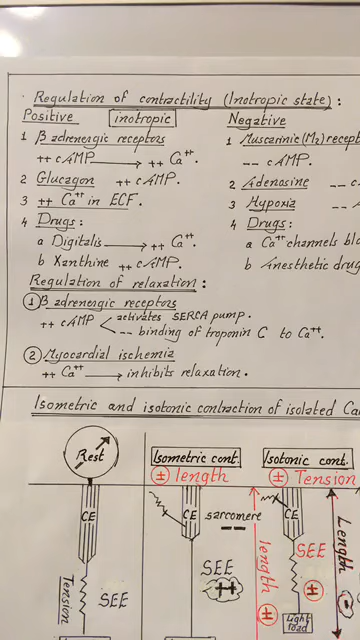 Regulation of contractility (Inotropic state) :
Positive inotropic Negative
1 β adrenergic receptors
++ cAMP → ++ Ca++.
2 Glucagon ++ cAMP.
3 ++ Ca++ in ECF.
4 Drugs :
a Digitalis → ++ Ca++.
b Xanthine ++ cAMP.
1 Muscarinic (M2) recept
-- cAMP.
2 Adenosine -- c
3 Hypoxia --
4 Drugs :
a Ca++ channels blo
b Anesthetic drug
Regulation of relaxation :
① β adrenergic receptors
++ cAMP < activates SERCA pump.
-- binding of troponin C to Ca++.
② Myocardial ischemia
++ Ca++ → inhibits relaxation .
Isometric and isotonic contraction of isolated Ca
Rest
CE
Tension
SEE
Isometric cont.
± length
CE
sarcomere
--
SEE
++
length
±
Isotonic cont.
± Tension
CE
SEE
±
Light load
Length
-